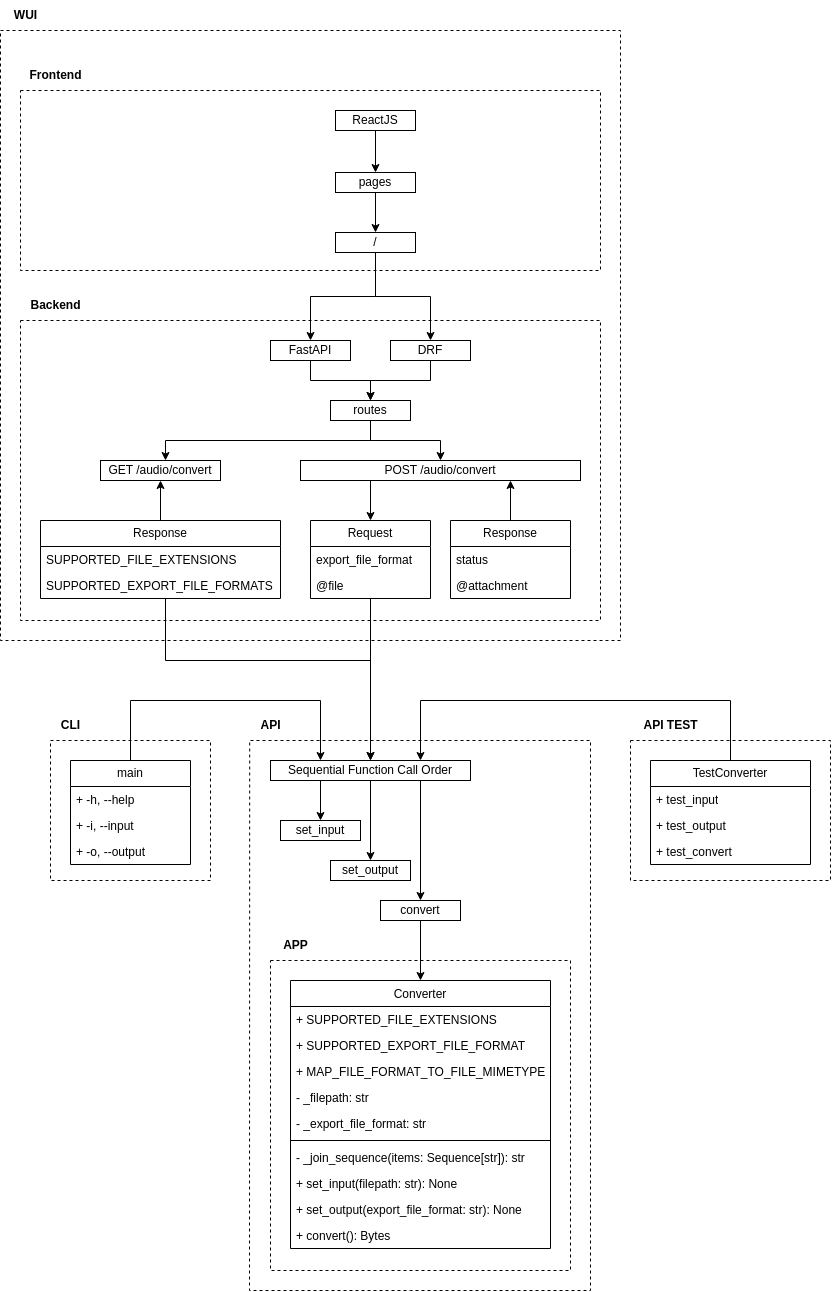 WUI
Frontend
ReactJS
pages
/
Backend
FastAPI
DRF
routes
GET /audio/convert
POST /audio/convert
Response
SUPPORTED_FILE_EXTENSIONS
SUPPORTED_EXPORT_FILE_FORMATS
Request
export_file_format
@file
Response
status
@attachment
CLI
main
+ -h, --help
+ -i, --input
+ -o, --output
API
Sequential Function Call Order
set_input
set_output
convert
API TEST
TestConverter
+ test_input
+ test_output
+ test_convert
APP
Converter
+ SUPPORTED_FILE_EXTENSIONS
+ SUPPORTED_EXPORT_FILE_FORMAT
+ MAP_FILE_FORMAT_TO_FILE_MIMETYPE
- _filepath: str
- _export_file_format: str
- _join_sequence(items: Sequence[str]): str
+ set_input(filepath: str): None
+ set_output(export_file_format: str): None
+ convert(): Bytes